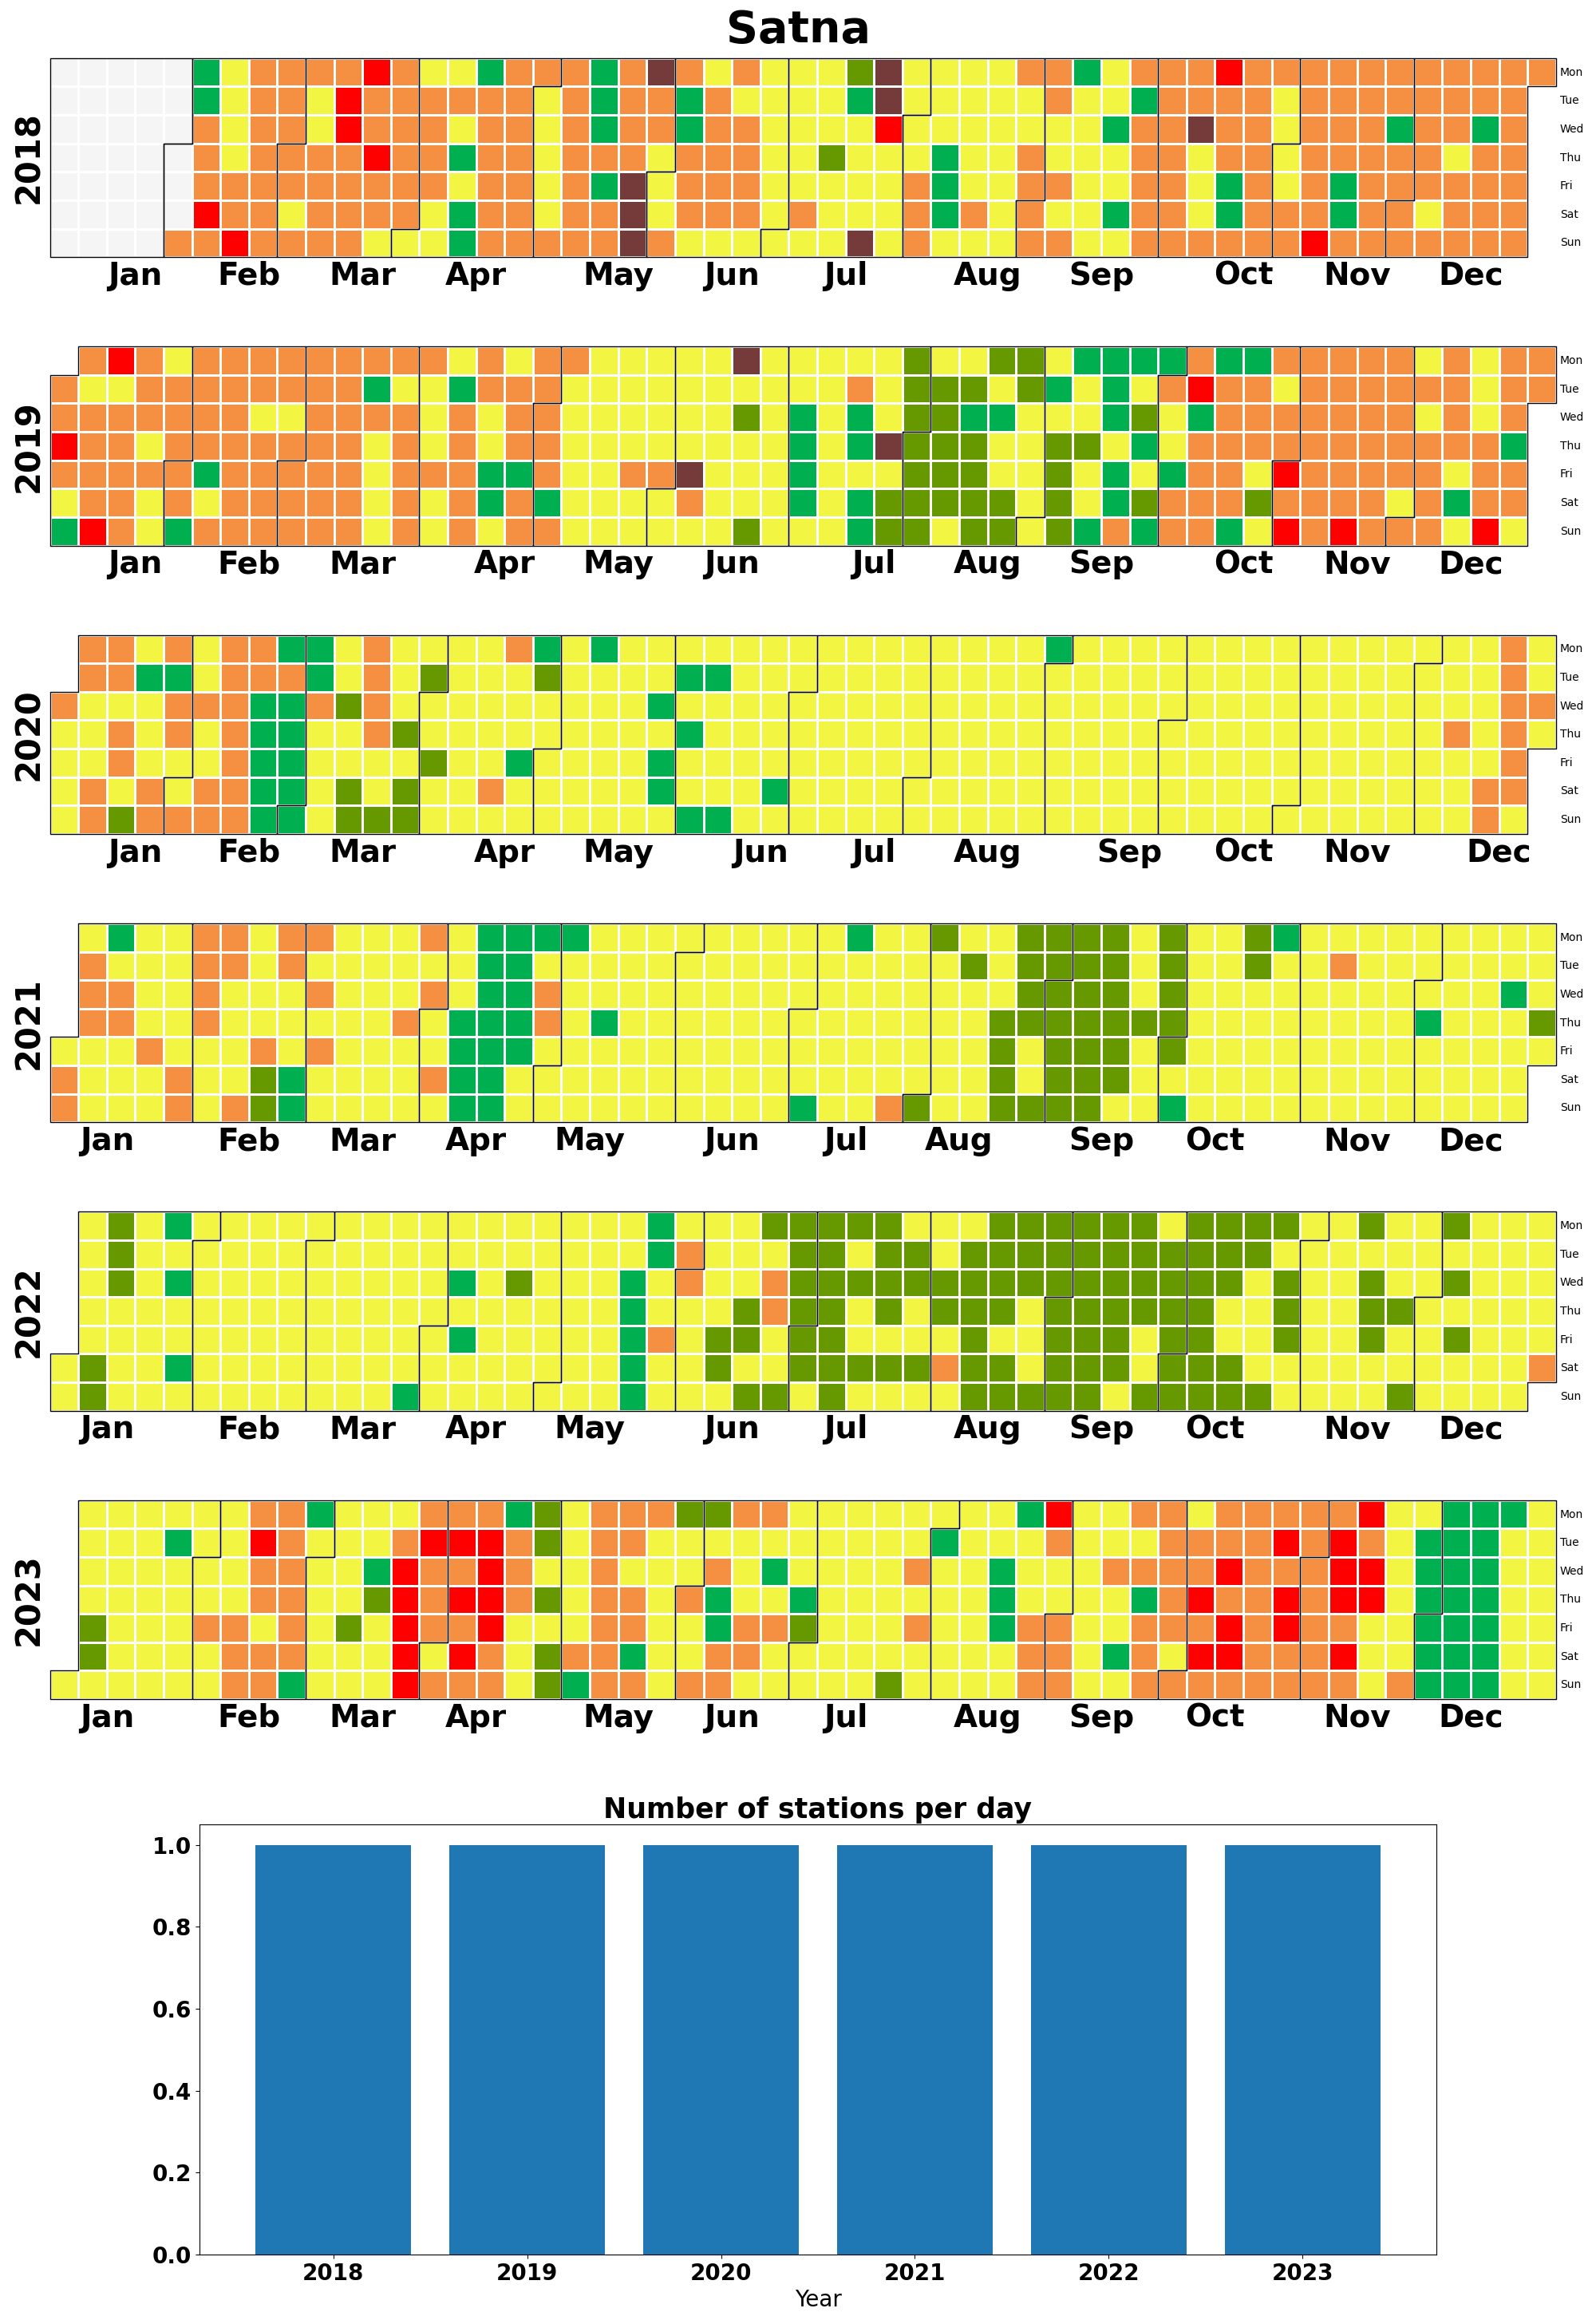 Satna
2018
Mon
Tue
Wed
Thu
Fri
Sat
Sun
Jan Feb Mar Apr May Jun Jul Aug Sep Oct Nov Dec
2019
Mon
Tue
Wed
Thu
Fri
Sat
Sun
Jan Feb Mar Apr May Jun Jul Aug Sep Oct Nov Dec
2020
Mon
Tue
Wed
Thu
Fri
Sat
Sun
Jan Feb Mar Apr May Jun Jul Aug Sep Oct Nov Dec
2021
Mon
Tue
Wed
Thu
Fri
Sat
Sun
Jan Feb Mar Apr May Jun Jul Aug Sep Oct Nov Dec
2022
Mon
Tue
Wed
Thu
Fri
Sat
Sun
Jan Feb Mar Apr May Jun Jul Aug Sep Oct Nov Dec
2023
Mon
Tue
Wed
Thu
Fri
Sat
Sun
Jan Feb Mar Apr May Jun Jul Aug Sep Oct Nov Dec
Number of stations per day
1.0
0.8
0.6
0.4
0.2
0.0
2018 2019 2020 2021 2022 2023
Year